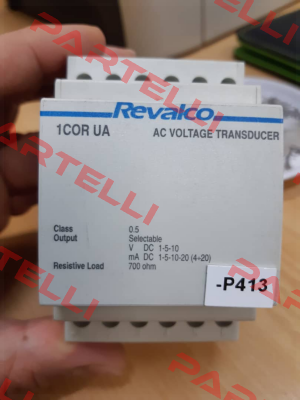 PARTELLI
Revalco
1COR UA AC VOLTAGE TRANSDUCER
Class 0.5
Output Selectable
V DC 1-5-10
mA DC 1-5-10-20 (4÷20)
Resistive Load 700 ohm
-P413
PARTELLI
PARTELLI